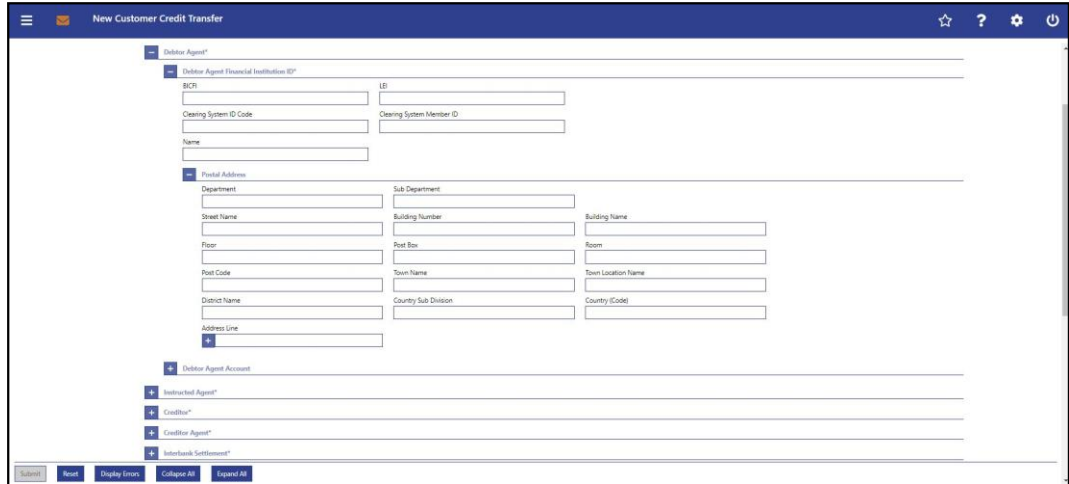 New Customer Credit Transfer
?
Debtor Agent*
Debtor Agent Financial Institution ID*
BICFI LEI
Clearing System ID Code Clearing System Member ID
Name
Postal Address
Department Sub Department
Street Name Building Number Building Name
Floor Post Box Room
Post Code Town Name Town Location Name
District Name Country Sub Division Country (Code)
Address Line
Debtor Agent Account
Instructed Agent*
Creditor*
Creditor Agent*
Interbank Settlement*
Submit Reset Display Errors Collapse All Expand All